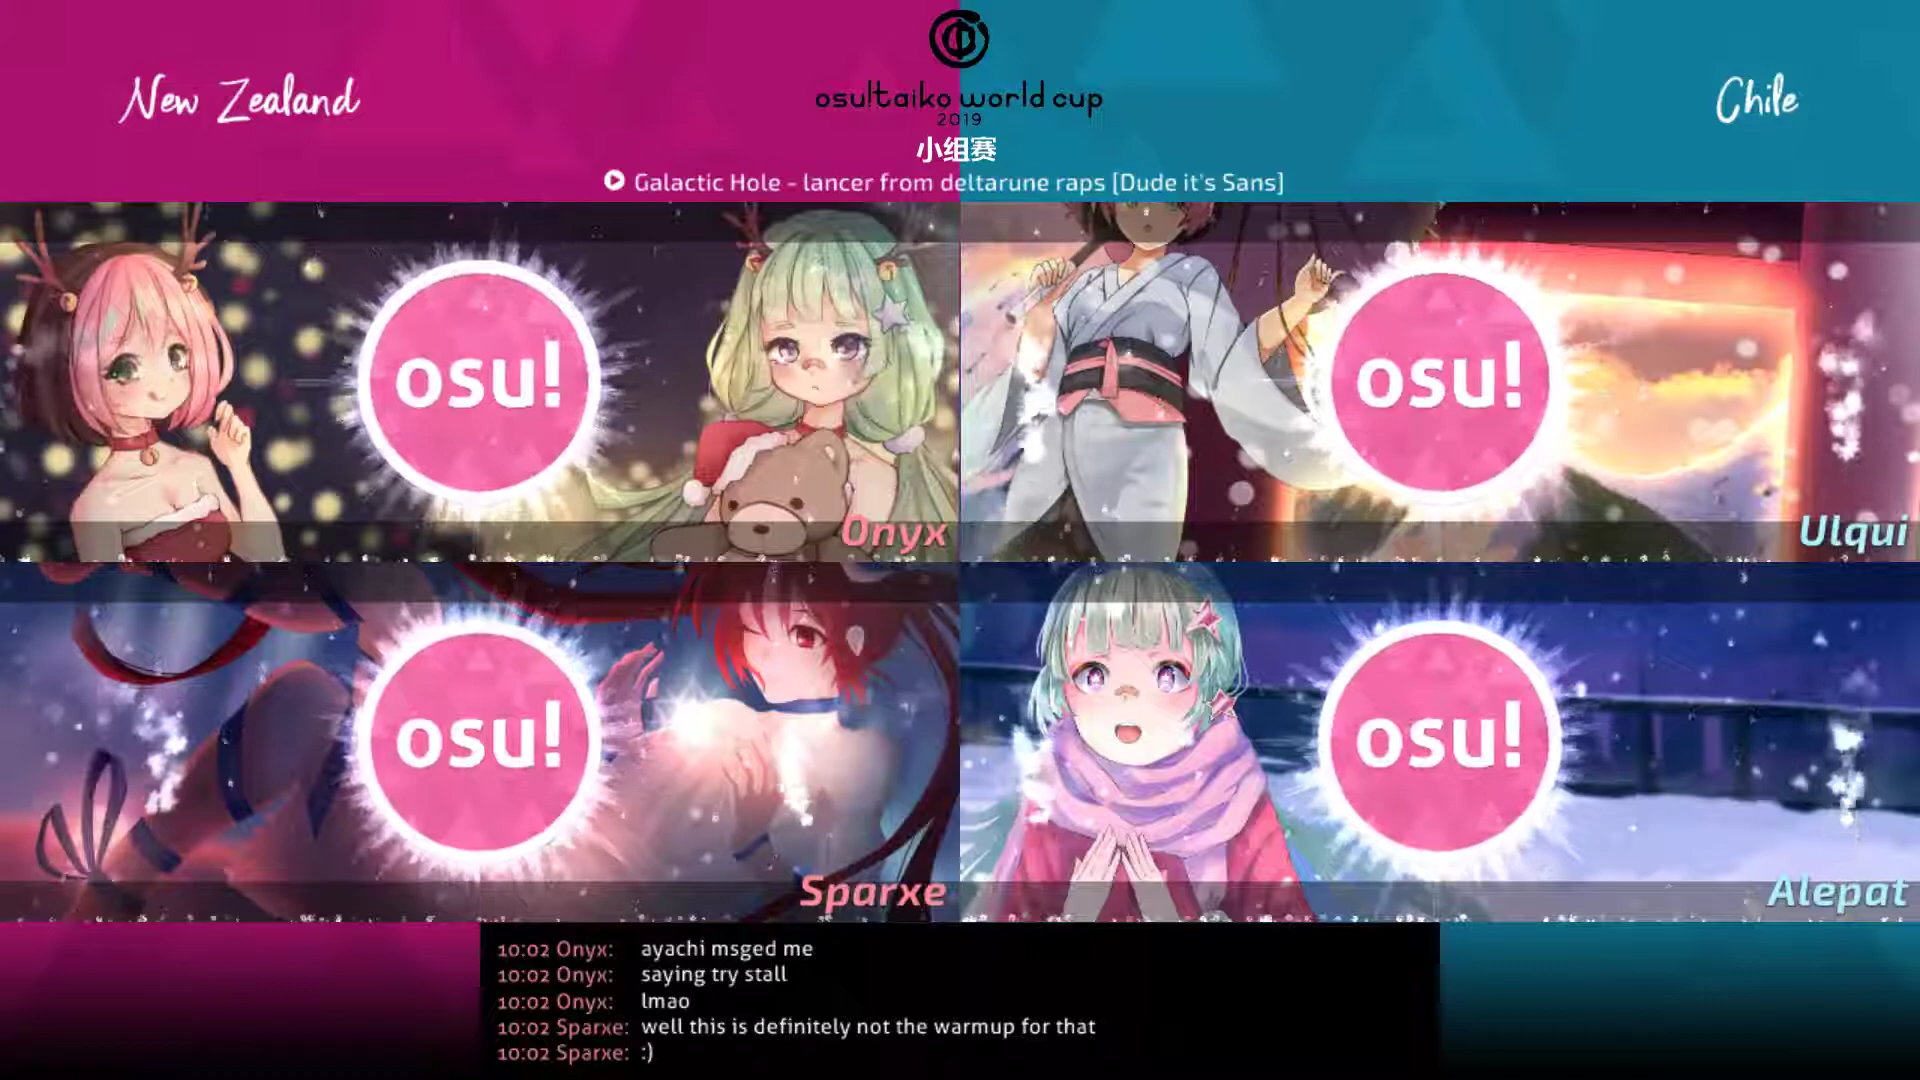 New Zealand
osu!taiko world cup
2019
小组赛
Chile
Galactic Hole - lancer from deltarune raps [Dude it's Sans]
osu!
Onyx
osu!
Ulqui
osu!
Sparxe
osu!
Alepat
10:02 Onyx: ayachi msged me
10:02 Onyx: saying try stall
10:02 Onyx: lmao
10:02 Sparxe: well this is definitely not the warmup for that
10:02 Sparxe: :)